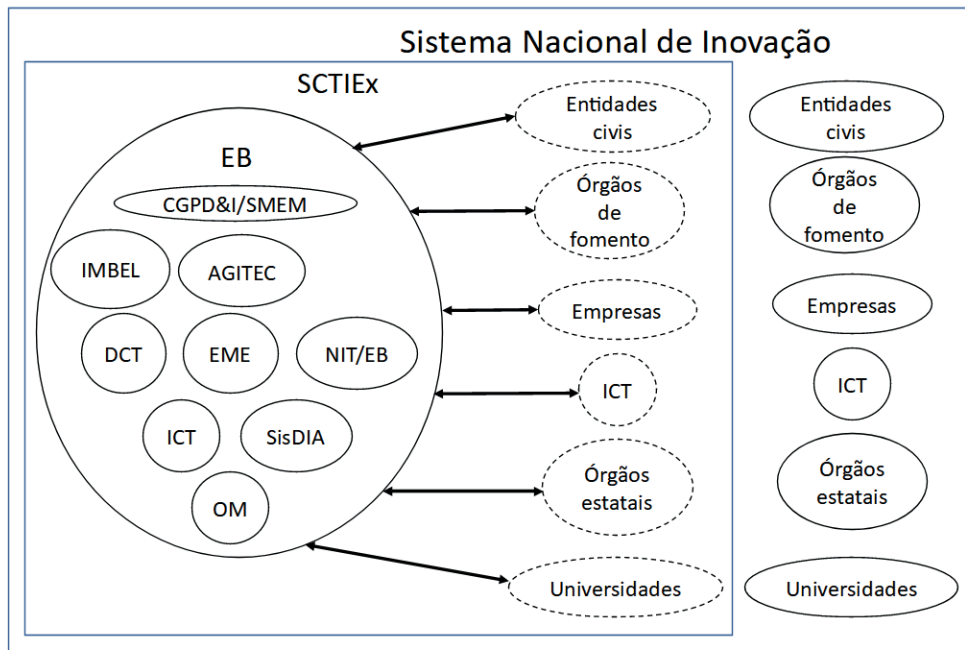 Sistema Nacional de Inovação
SCTIEx
EB
CGPD&I/SMEM
IMBEL
AGITEC
DCT
EME
NIT/EB
ICT
SisDIA
OM
Entidades
civis
Órgãos
de
fomento
Empresas
ICT
Órgãos
estatais
Universidades
Entidades
civis
Órgãos
de
fomento
Empresas
ICT
Órgãos
estatais
Universidades